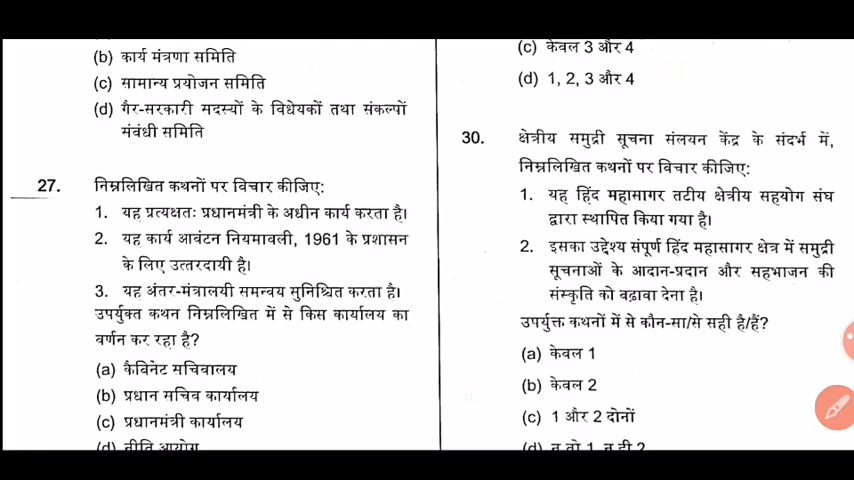 (b) कार्य मंत्रणा समिति
(c) सामान्य प्रयोजन समिति
(d) गैर-सरकारी सदस्यों के विधेयकों तथा संकल्पों
संबंधी समिति
27. निम्नलिखित कथनों पर विचार कीजिए:
1. यह प्रत्यक्षतः प्रधानमंत्री के अधीन कार्य करता है।
2. यह कार्य आवंटन नियमावली, 1961 के प्रशासन
के लिए उत्तरदायी है।
3. यह अंतर-मंत्रालयी समन्वय सुनिश्चित करता है।
उपर्युक्त कथन निम्नलिखित में से किस कार्यालय का
वर्णन कर रहा है?
(a) कैबिनेट सचिवालय
(b) प्रधान सचिव कार्यालय
(c) प्रधानमंत्री कार्यालय
(d) नीति आयोग
(c) केवल 3 और 4
(d) 1, 2, 3 और 4
30. क्षेत्रीय समुद्री सूचना संलयन केंद्र के संदर्भ में,
निम्नलिखित कथनों पर विचार कीजिए:
1. यह हिंद महासागर तटीय क्षेत्रीय सहयोग संघ
द्वारा स्थापित किया गया है।
2. इसका उद्देश्य संपूर्ण हिंद महासागर क्षेत्र में समुद्री
सूचनाओं के आदान-प्रदान और सहभाजन की
संस्कृति को बढ़ावा देना है।
उपर्युक्त कथनों में से कौन-सा/से सही है/हैं?
(a) केवल 1
(b) केवल 2
(c) 1 और 2 दोनों
(d) न तो 1, न ही 2